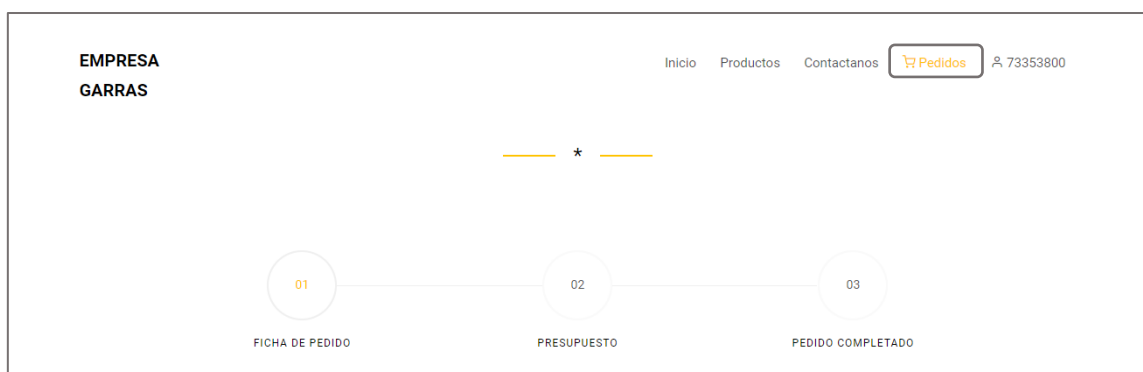 EMPRESA
GARRAS
Inicio Productos Contactanos Pedidos 73353800
*
01 02 03
FICHA DE PEDIDO PRESUPUESTO PEDIDO COMPLETADO